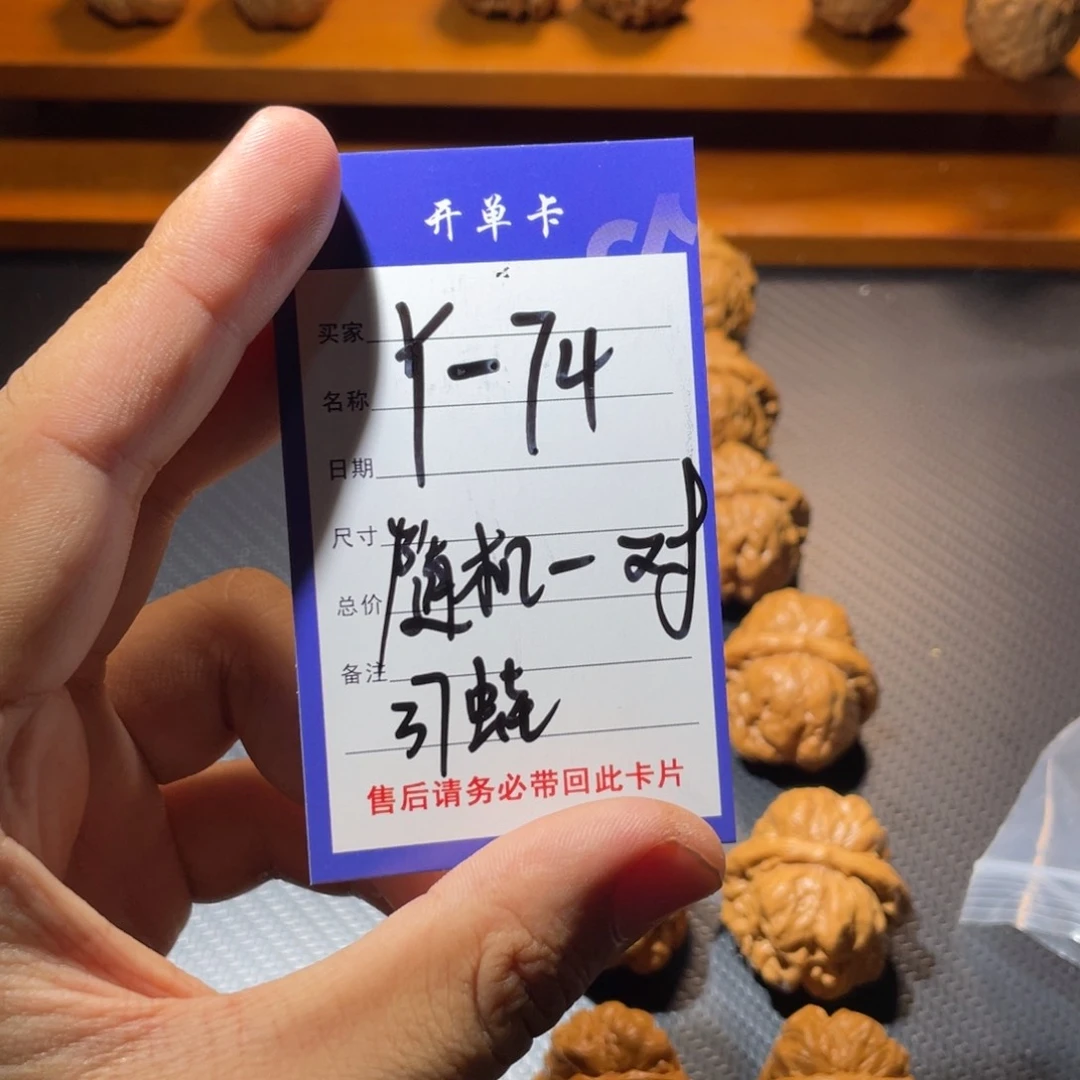 开单卡
买家 Y-74
名称
日期
尺寸 随机一对
总价
备注 引蛲
售后请务必带回此卡片